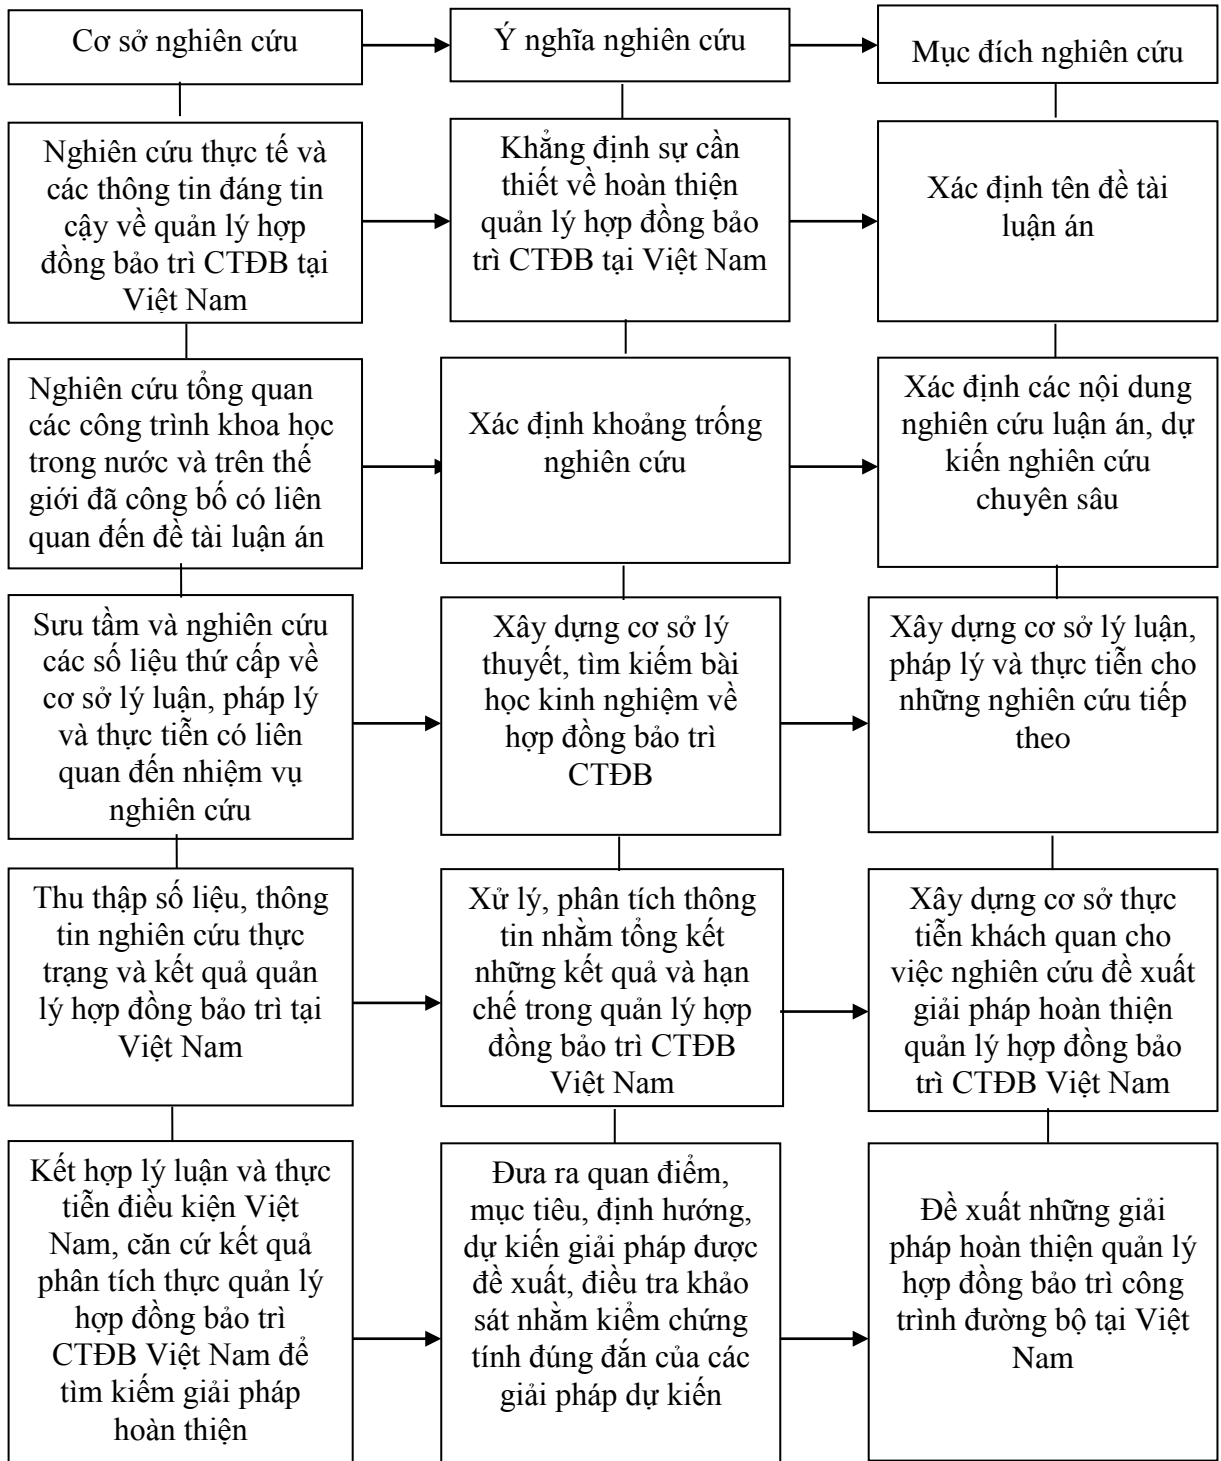 Cơ sở nghiên cứu
Ý nghĩa nghiên cứu
Mục đích nghiên cứu
Nghiên cứu thực tế và
các thông tin đáng tin
cậy về quản lý hợp
đồng bảo trì CTĐB tại
Việt Nam
Khẳng định sự cần
thiết về hoàn thiện
quản lý hợp đồng bảo
trì CTĐB tại Việt Nam
Xác định tên đề tài
luận án
Nghiên cứu tổng quan
các công trình khoa học
trong nước và trên thế
giới đã công bố có liên
quan đến đề tài luận án
Xác định khoảng trống
nghiên cứu
Xác định các nội dung
nghiên cứu luận án, dự
kiến nghiên cứu
chuyên sâu
Sưu tầm và nghiên cứu
các số liệu thứ cấp về
cơ sở lý luận, pháp lý
và thực tiễn có liên
quan đến nhiệm vụ
nghiên cứu
Xây dựng cơ sở lý
thuyết, tìm kiếm bài
học kinh nghiệm về
hợp đồng bảo trì
CTĐB
Xây dựng cơ sở lý luận,
pháp lý và thực tiễn cho
những nghiên cứu tiếp
theo
Thu thập số liệu, thông
tin nghiên cứu thực
trạng và kết quả quản
lý hợp đồng bảo trì tại
Việt Nam
Xử lý, phân tích thông
tin nhằm tổng kết
những kết quả và hạn
chế trong quản lý hợp
đồng bảo trì CTĐB
Việt Nam
Xây dựng cơ sở thực
tiễn khách quan cho
việc nghiên cứu đề xuất
giải pháp hoàn thiện
quản lý hợp đồng bảo
trì CTĐB Việt Nam
Kết hợp lý luận và thực
tiễn điều kiện Việt
Nam, căn cứ kết quả
phân tích thực quản lý
hợp đồng bảo trì
CTĐB Việt Nam để
tìm kiếm giải pháp
hoàn thiện
Đưa ra quan điểm,
mục tiêu, định hướng,
dự kiến giải pháp được
đề xuất, điều tra khảo
sát nhằm kiểm chứng
tính đúng đắn của các
giải pháp dự kiến
Đề xuất những giải
pháp hoàn thiện quản lý
hợp đồng bảo trì công
trình đường bộ tại Việt
Nam